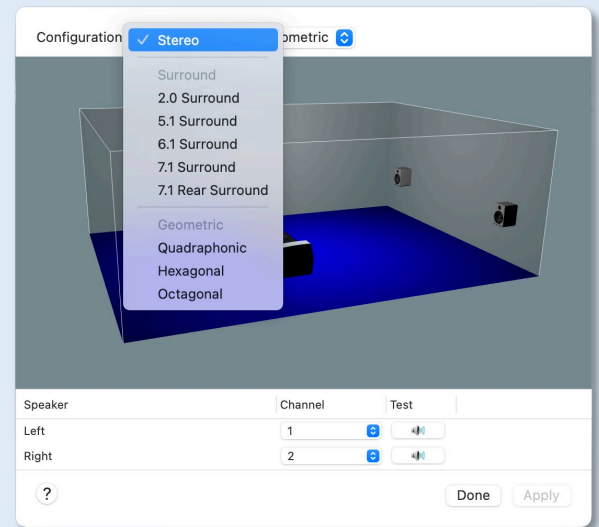 Configuration
ometric
✓ Stereo
Surround
2.0 Surround
5.1 Surround
6.1 Surround
7.1 Surround
7.1 Rear Surround
Geometric
Quadraphonic
Hexagonal
Octagonal
Speaker Channel Test
Left 1
Right 2
? Done Apply